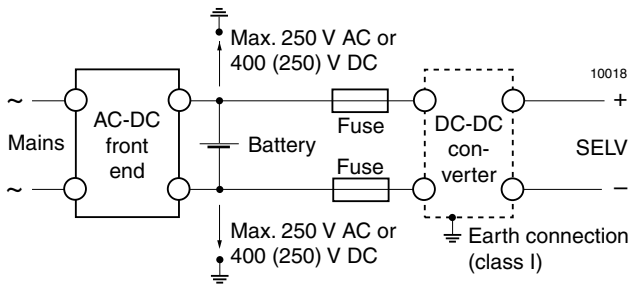 Max. 250 V AC or
400 (250) V DC
10018
~
AC-DC
front
end
Mains
~
Fuse
Battery
Fuse
DC-DC
con-
verter
+
SELV
–
Max. 250 V AC or
400 (250) V DC
Earth connection
(class I)